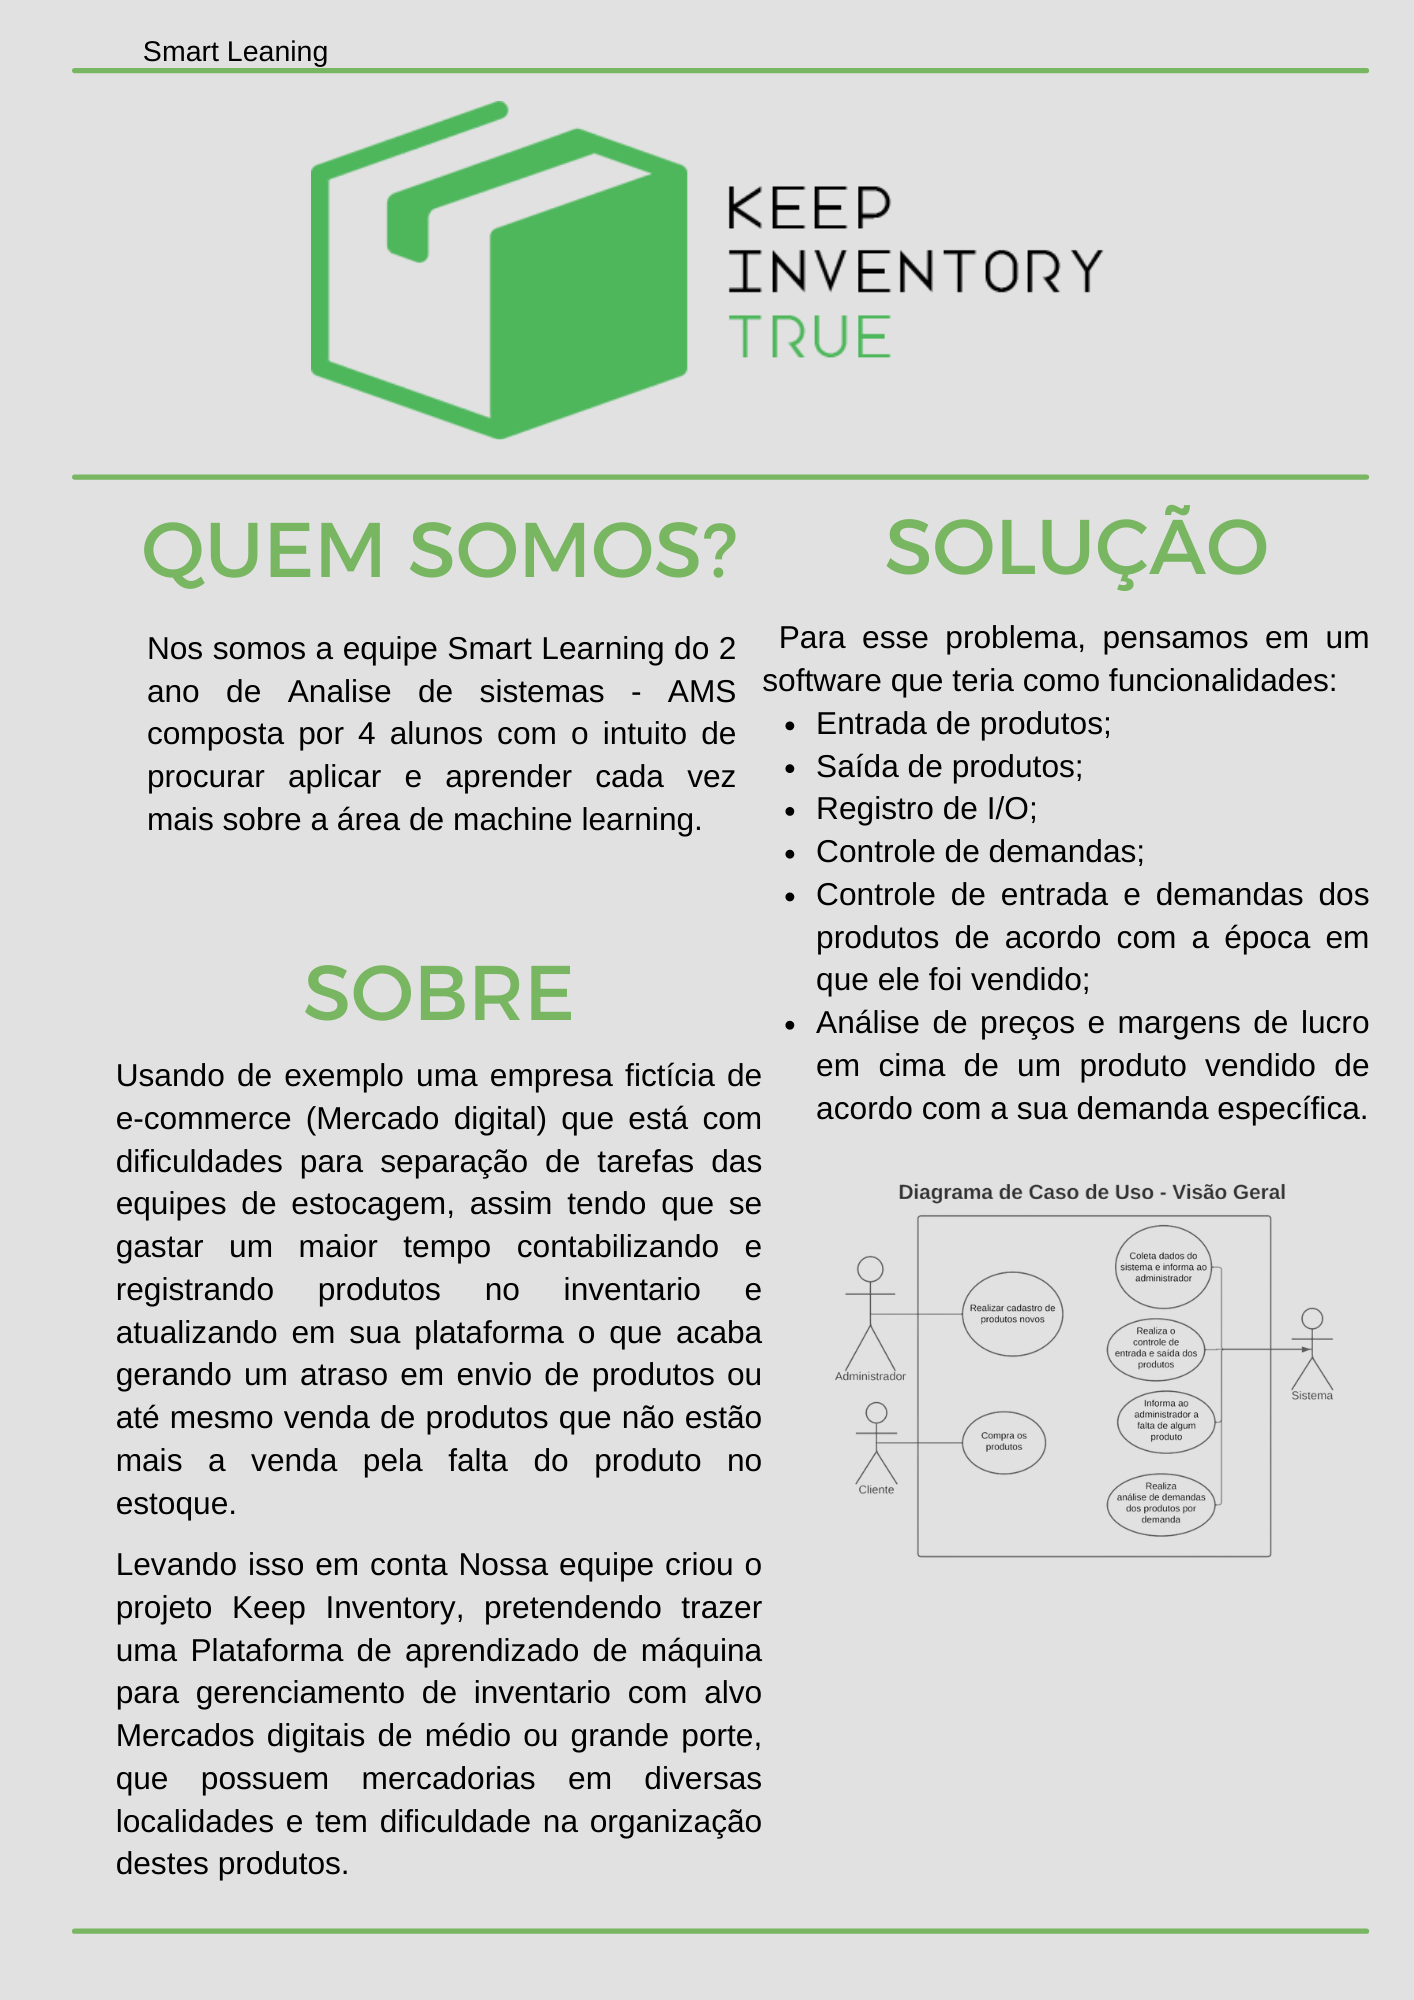 Smart Leaning
KEEP
INVENTORY
TRUE
QUEM SOMOS?
Nos somos a equipe Smart Learning do 2
ano de Analise de sistemas - AMS
composta por 4 alunos com o intuito de
procurar aplicar e aprender cada vez
mais sobre a área de machine learning.
SOBRE
Usando de exemplo uma empresa fictícia de
e-commerce (Mercado digital) que está com
dificuldades para separação de tarefas das
equipes de estocagem, assim tendo que se
gastar um maior tempo contabilizando e
registrando produtos no inventario e
atualizando em sua plataforma o que acaba
gerando um atraso em envio de produtos ou
até mesmo venda de produtos que não estão
mais a venda pela falta do produto no
estoque.
Levando isso em conta Nossa equipe criou o
projeto Keep Inventory, pretendendo trazer
uma Plataforma de aprendizado de máquina
para gerenciamento de inventario com alvo
Mercados digitais de médio ou grande porte,
que possuem mercadorias em diversas
localidades e tem dificuldade na organização
destes produtos.
SOLUÇÃO
Para esse problema, pensamos em um
software que teria como funcionalidades:
• Entrada de produtos;
• Saída de produtos;
• Registro de I/O;
• Controle de demandas;
• Controle de entrada e demandas dos
produtos de acordo com a época em
que ele foi vendido;
• Análise de preços e margens de lucro
em cima de um produto vendido de
acordo com a sua demanda específica.
Diagrama de Caso de Uso - Visão Geral
Administrador
Realizar cadastro de
produtos novos
Cliente
Compra os
produtos
Coleta dados do
sistema e informa ao
administrador
Realiza o
controle de
entrada e saída dos
produtos
Informa ao
administrador a
falta de algum
produto
Realiza
análise de demandas
dos produtos por
demanda
Sistema